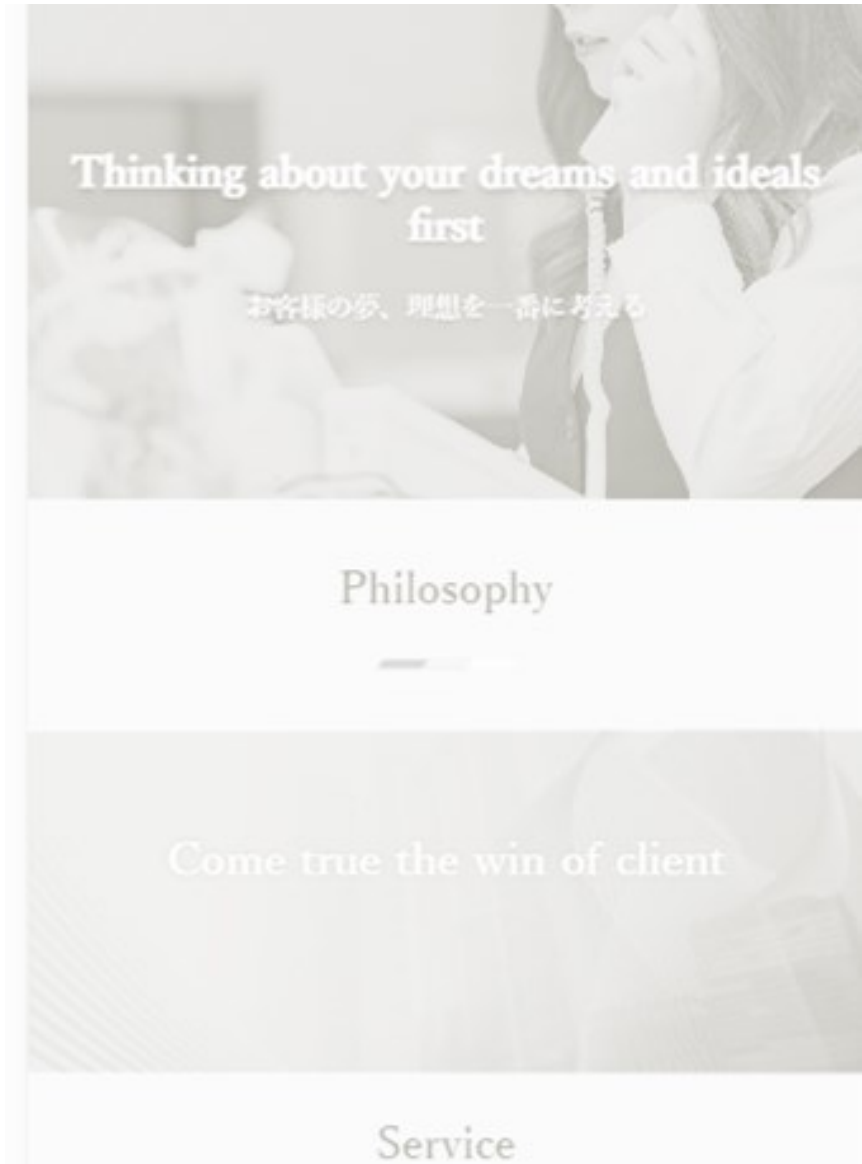 Thinking about your dreams and ideals
first
お客様の夢、理想を一番に考える
Philosophy
Come true the win of client
Service